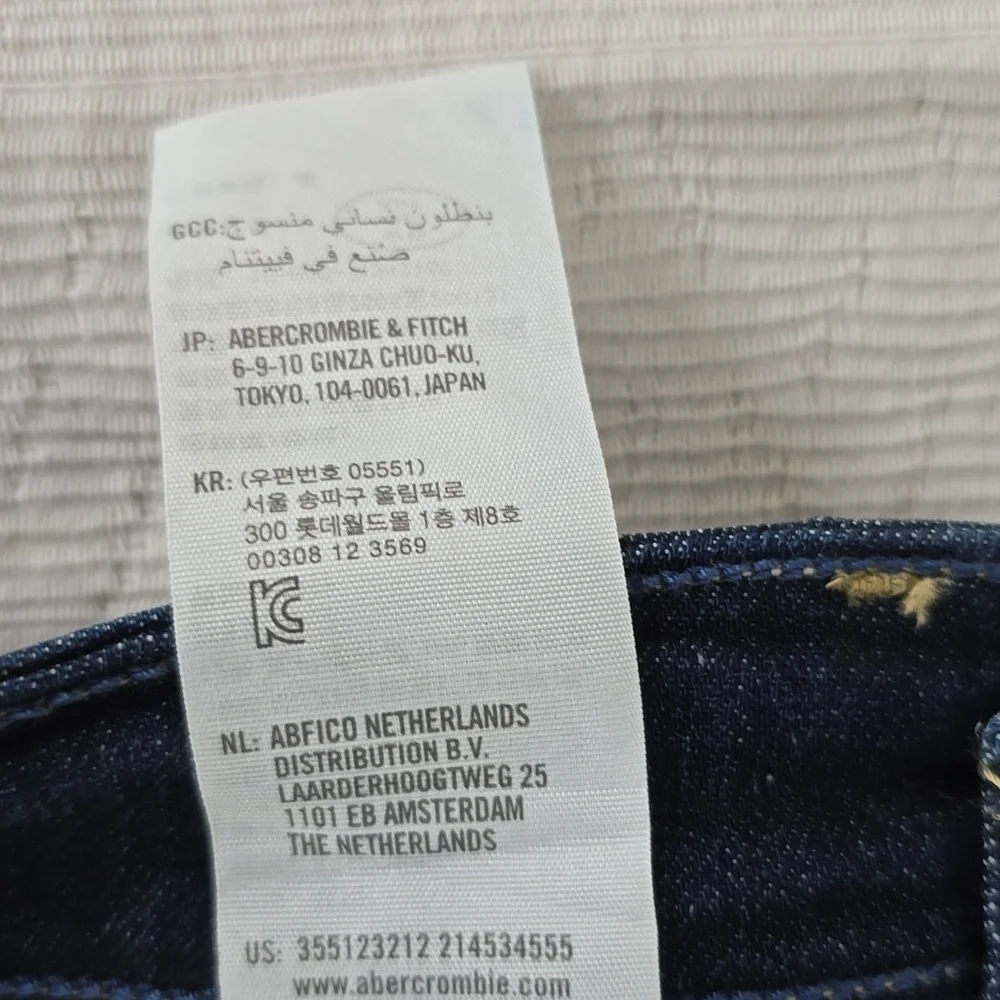 GCC: بنطلون نسائي منسوج
صنع في فييتنام
JP: ABERCROMBIE & FITCH
6-9-10 GINZA CHUO-KU,
TOKYO, 104-0061, JAPAN
KR: (우편번호 05551)
서울 송파구 올림픽로
300 롯데월드몰 1층 제8호
00308 12 3569
KC
NL: ABFICO NETHERLANDS
DISTRIBUTION B.V.
LAARDERHOOGTWEG 25
1101 EB AMSTERDAM
THE NETHERLANDS
US: 355123212 214534555
www.abercrombie.com